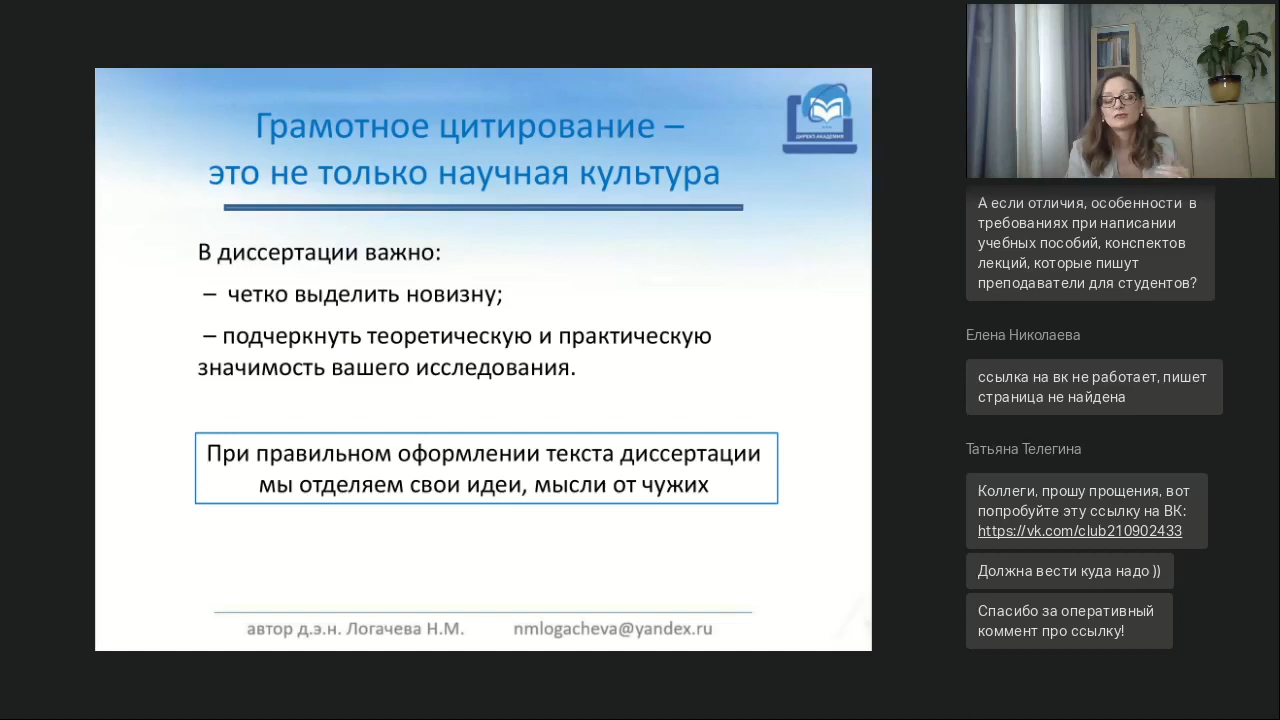 Грамотное цитирование –
это не только научная культура
ДИРЕКТ-АКАДЕМИЯ
В диссертации важно:
– четко выделить новизну;
– подчеркнуть теоретическую и практическую
значимость вашего исследования.
При правильном оформлении текста диссертации
мы отделяем свои идеи, мысли от чужих
автор д.э.н. Логачева Н.М. nmlogacheva@yandex.ru
А если отличия, особенности в
требованиях при написании
учебных пособий, конспектов
лекций, которые пишут
преподаватели для студентов?
Елена Николаева
ссылка на вк не работает, пишет
страница не найдена
Татьяна Телегина
Коллеги, прошу прощения, вот
попробуйте эту ссылку на ВК:
https://vk.com/club210902433
Должна вести куда надо ))
Спасибо за оперативный
коммент про ссылку!